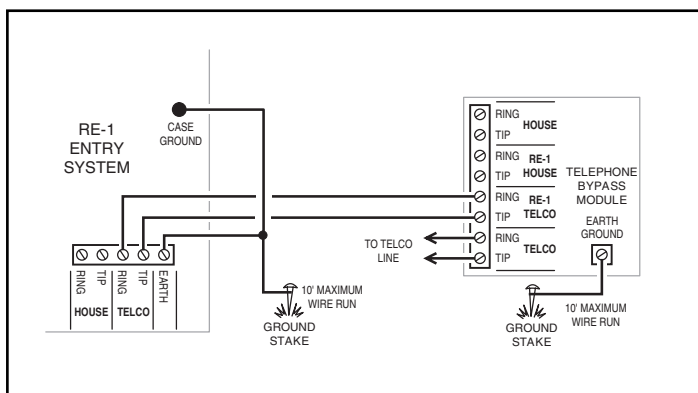 RE-1
ENTRY
SYSTEM
CASE
GROUND
RING
TIP
RING
TIP
EARTH
HOUSE
TELCO
10' MAXIMUM
WIRE RUN
GROUND
STAKE
TO TELCO
LINE
RING
TIP
HOUSE
RING
TIP
RE-1
HOUSE
RING
TIP
RE-1
TELCO
RING
TIP
TELCO
TELEPHONE
BYPASS
MODULE
EARTH
GROUND
GROUND
STAKE
10' MAXIMUM
WIRE RUN